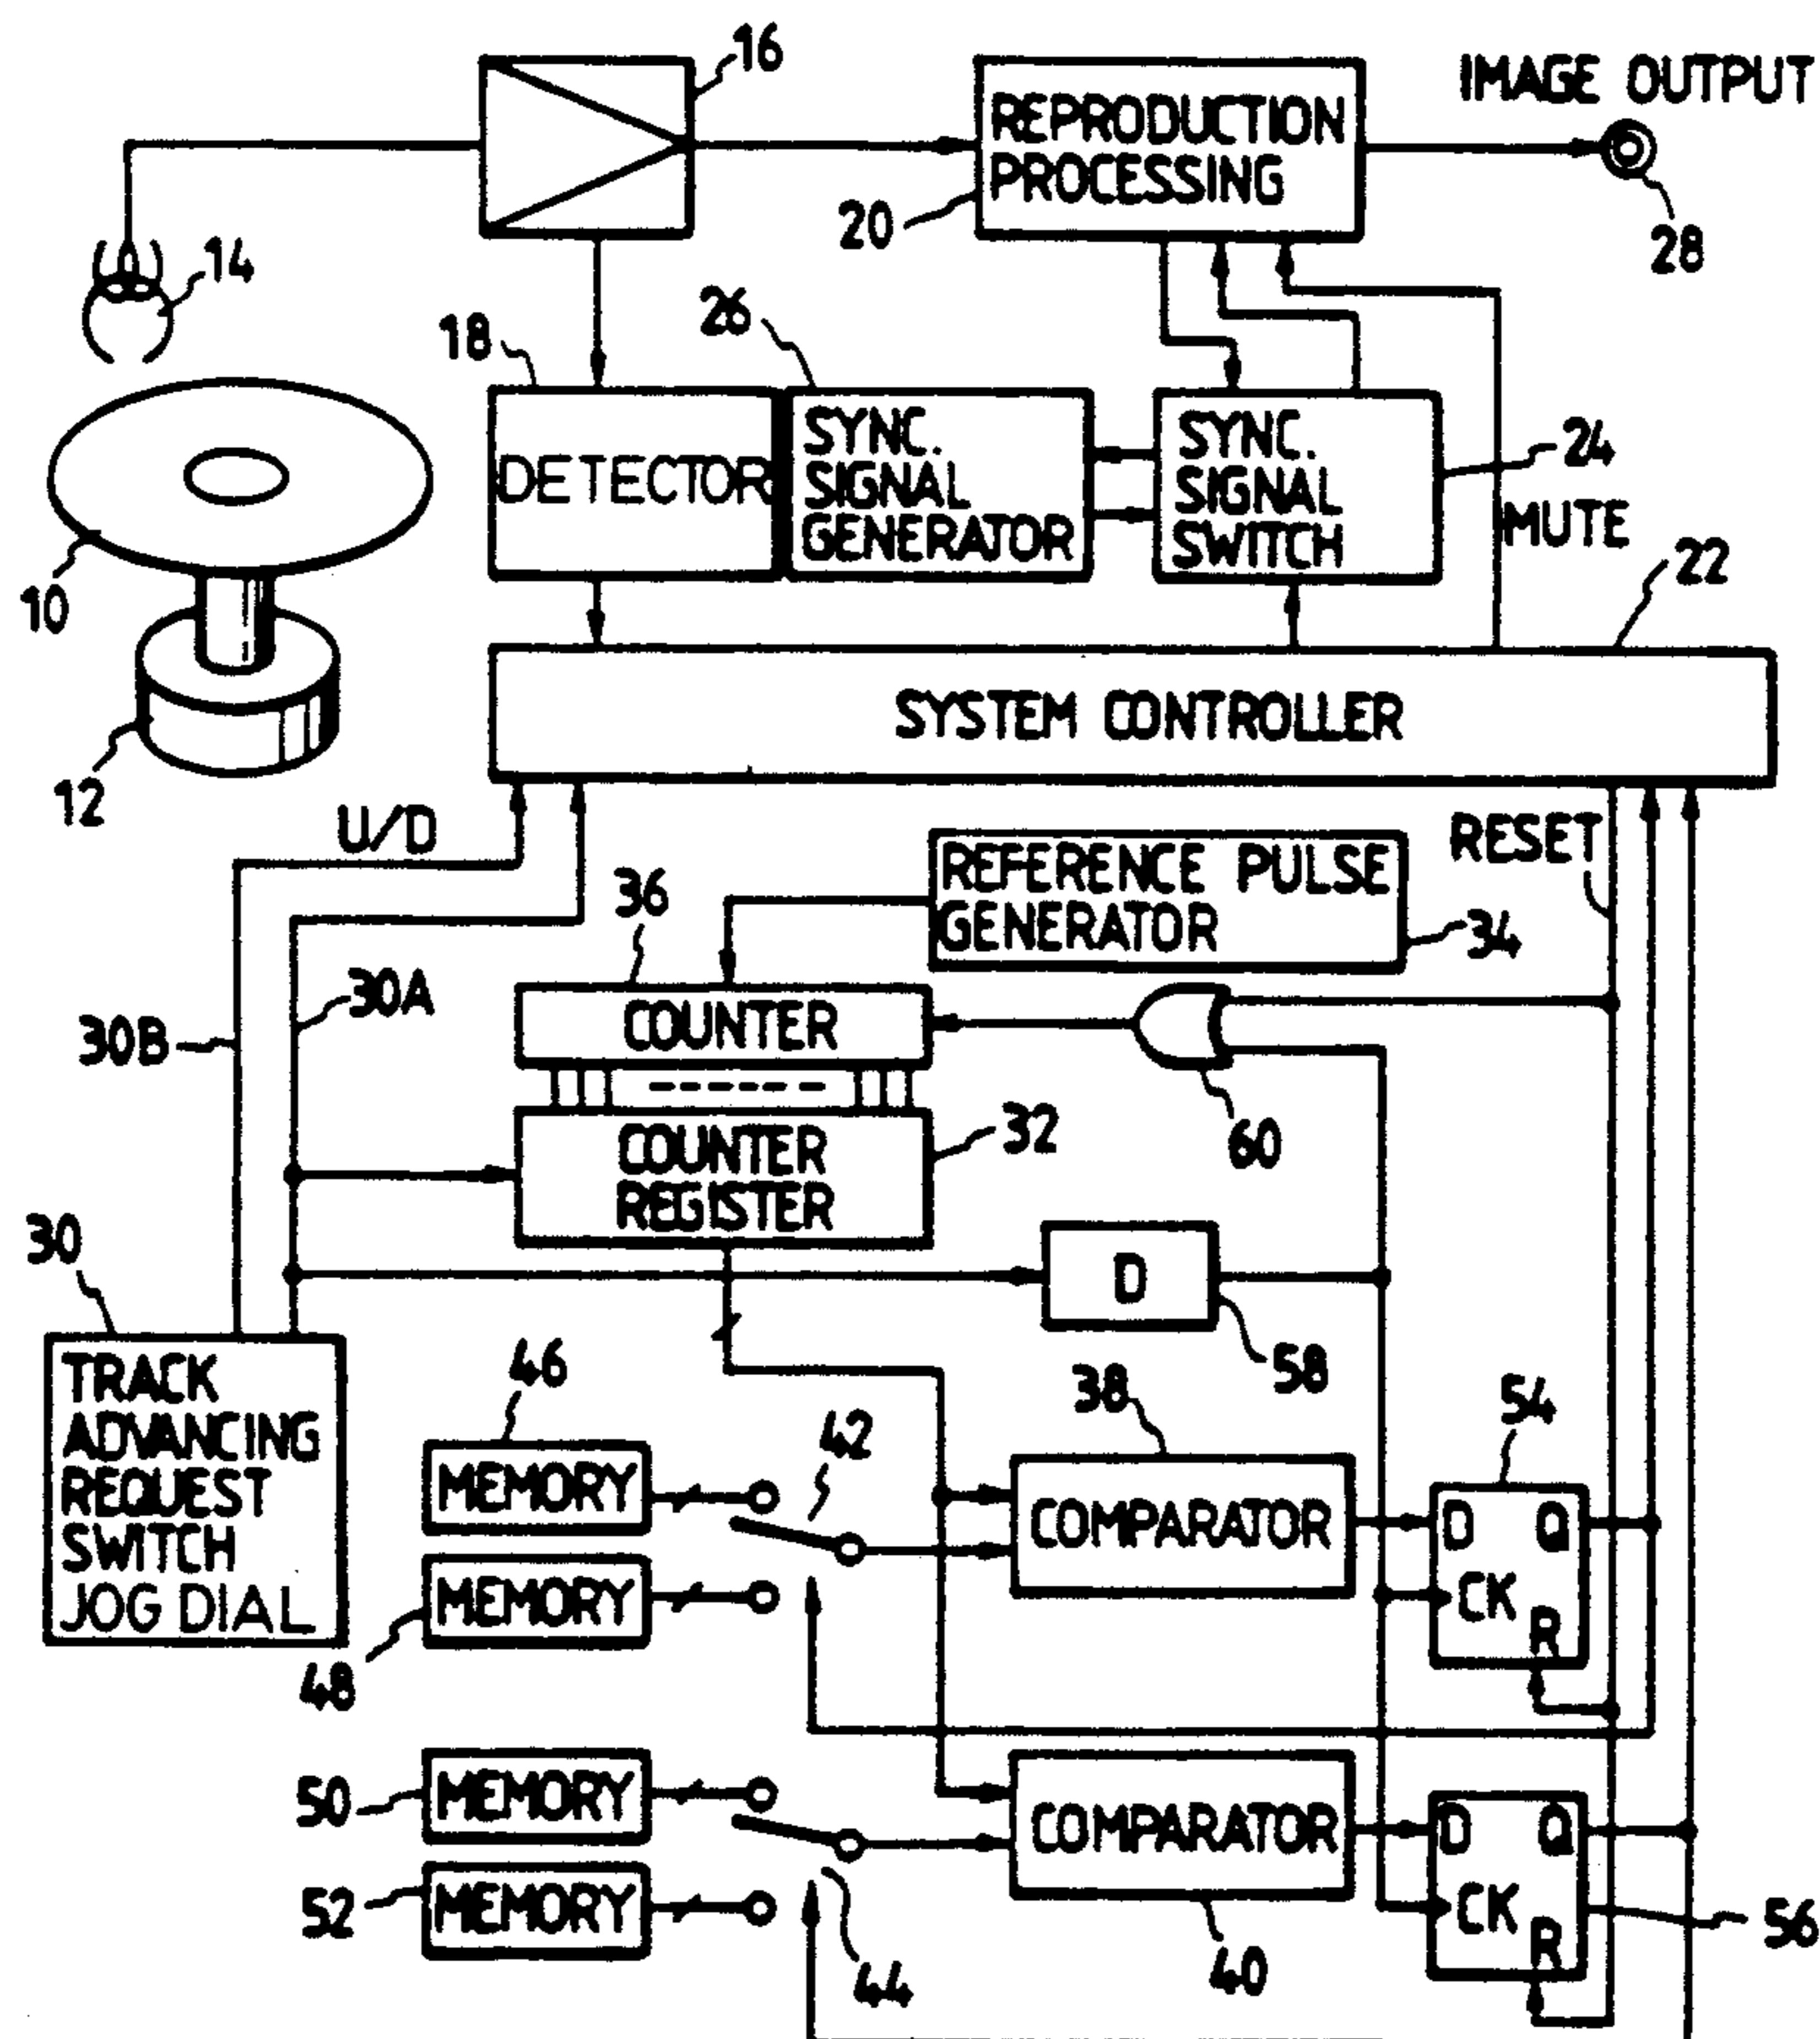 16
IMAGE OUTPUT
REPRODUCTION
PROCESSING
20
28
14
18
26
DETECTOR
SYNC.
SIGNAL
GENERATOR
SYNC.
SIGNAL
SWITCH
24
MUTE
10
22
SYSTEM CONTROLLER
12
U/D
RESET
REFERENCE PULSE
GENERATOR
34
36
30A
30B
COUNTER
60
COUNTER
REGISTER
32
30
D
58
TRACK
ADVANCING
REQUEST
SWITCH
JOG DIAL
46
MEMORY
42
38
COMPARATOR
54
D Q
CK
R
MEMORY
48
50
MEMORY
COMPARATOR
D Q
CK
R
56
52
MEMORY
44
40